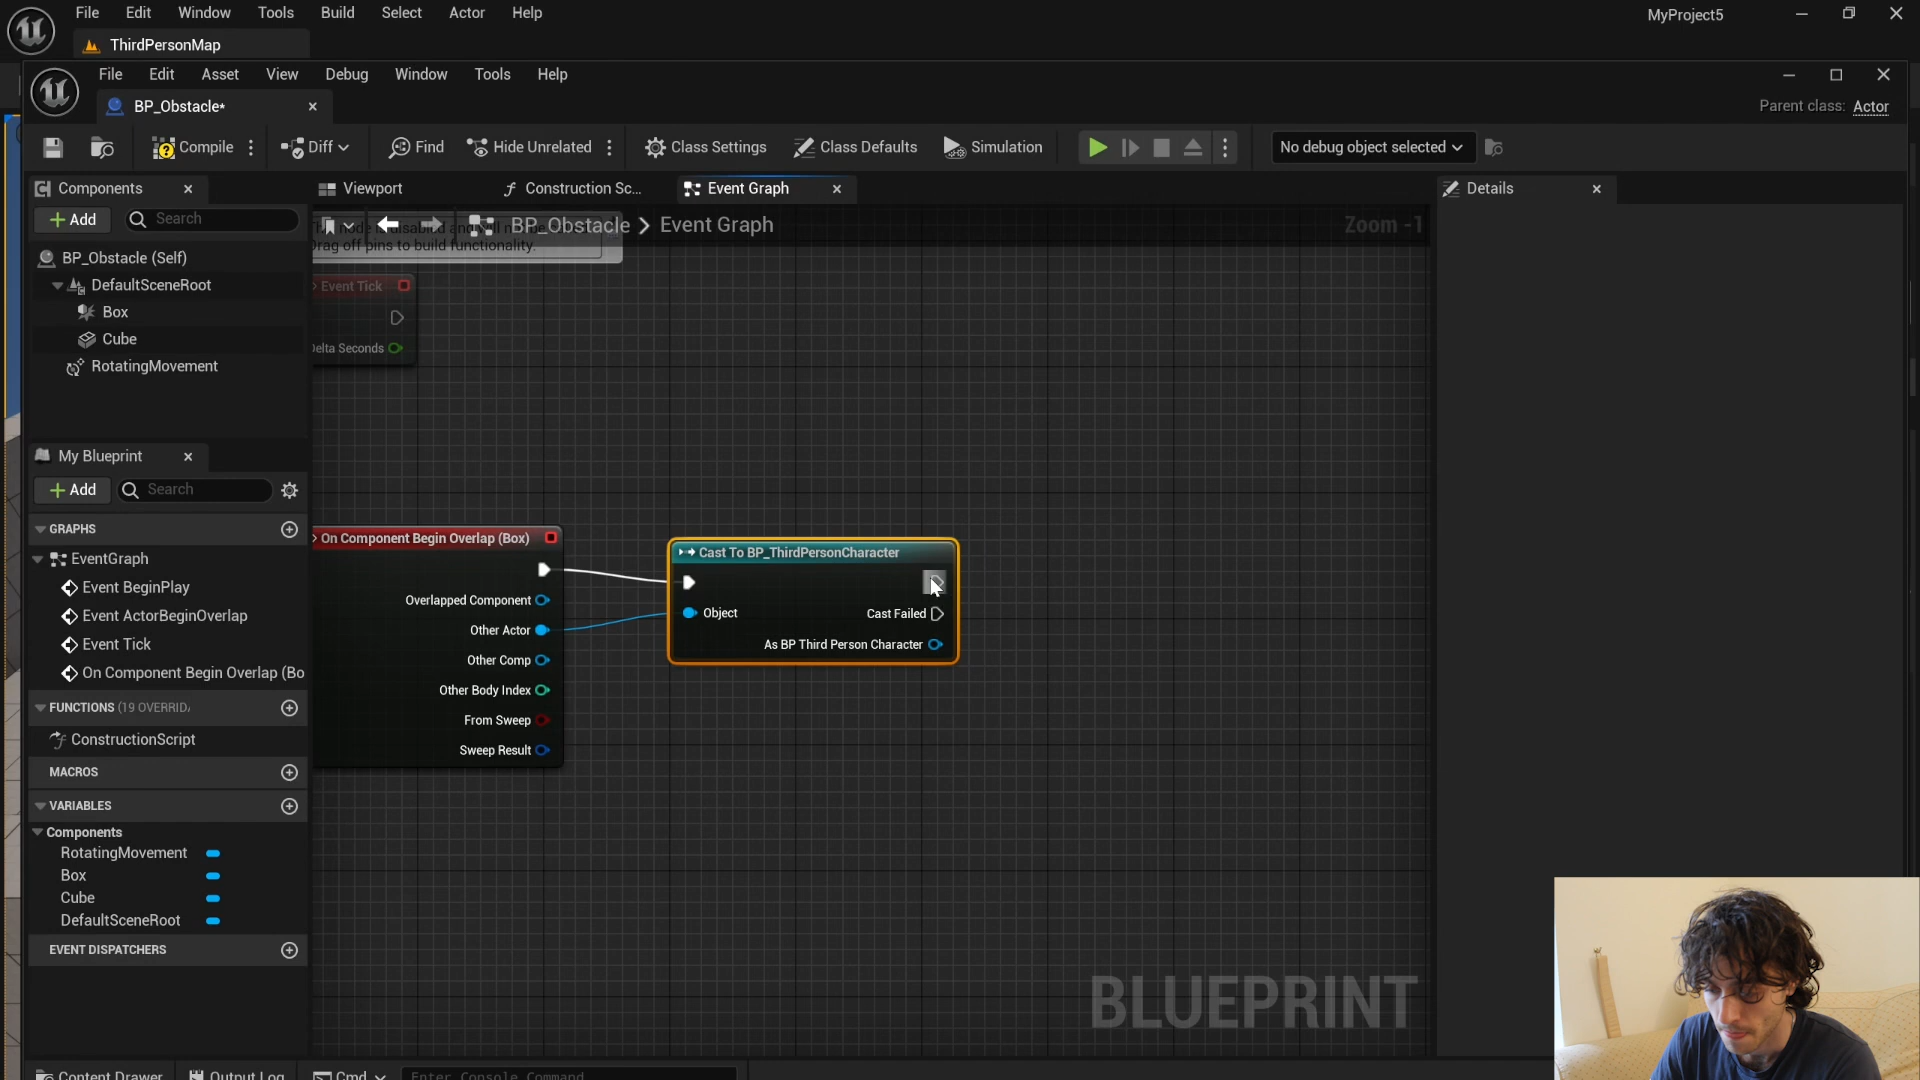 File Edit Window Tools Build Select Actor Help
MyProject5
ThirdPersonMap
File Edit Asset View Debug Window Tools Help
BP_Obstacle*
Parent class: Actor
Compile Diff Find Hide Unrelated Class Settings Class Defaults Simulation No debug object selected
Components
Viewport Construction Sc... Event Graph
Details
Add Search
BP_Obstacle > Event Graph
Zoom -1
Drag off pins to build functionality.
BP_Obstacle (Self)
DefaultSceneRoot
Box
Cube
RotatingMovement
Event Tick
Delta Seconds
My Blueprint
Add Search
GRAPHS
EventGraph
Event BeginPlay
Event ActorBeginOverlap
Event Tick
On Component Begin Overlap (Bo
FUNCTIONS (19 OVERRID
ConstructionScript
MACROS
VARIABLES
Components
RotatingMovement
Box
Cube
DefaultSceneRoot
EVENT DISPATCHERS
On Component Begin Overlap (Box)
Overlapped Component
Other Actor
Other Comp
Other Body Index
From Sweep
Sweep Result
Cast To BP_ThirdPersonCharacter
Object
Cast Failed
As BP Third Person Character
BLUEPRINT
Content Drawer Output Log Cmd Enter Console Command